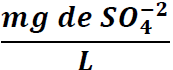 mg de SO₄⁻²
L